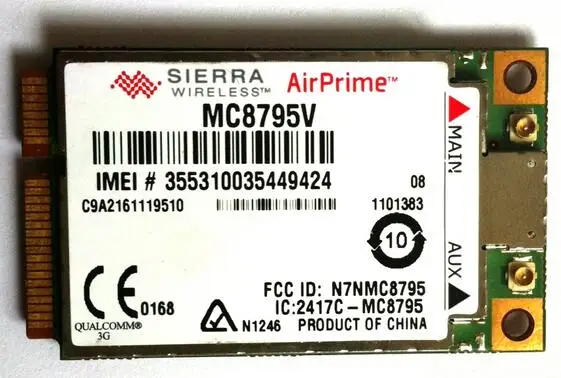 SIERRA
WIRELESS™
AirPrime™
MC8795V
IMEI # 355310035449424
08
C9A2161119510
1101383
MAIN
10
AUX
CE 0168
FCC ID: N7NMC8795
IC:2417C-MC8795
QUALCOMM®
3G
N1246 PRODUCT OF CHINA